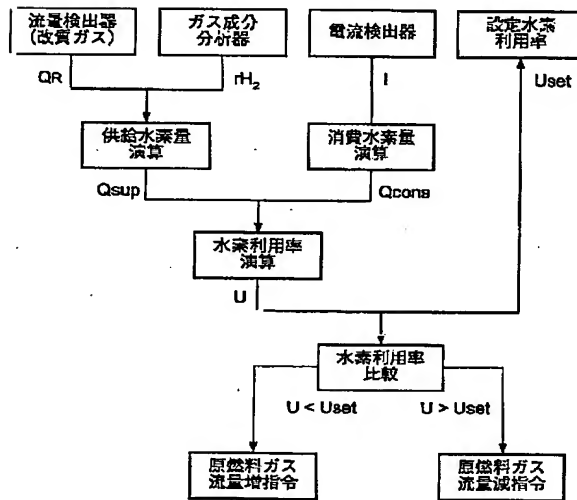 流量検出器
(改質ガス)
ガス成分
分析器
電流検出器
設定水素
利用率
QR
rH₂
I
Uset
供給水素量
演算
消費水素量
演算
Qsup
Qcons
水素利用率
演算
U
水素利用率
比較
U < Uset
U > Uset
原燃料ガス
流量増指令
原燃料ガス
流量減指令